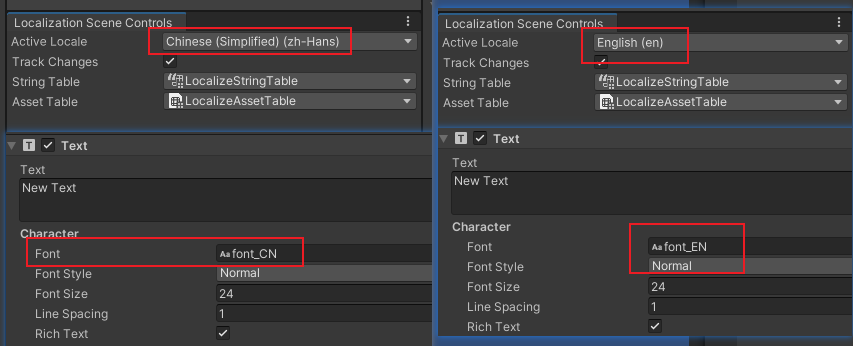 Localization Scene Controls
Active Locale Chinese (Simplified) (zh-Hans)
Track Changes
String Table LocalizeStringTable
Asset Table LocalizeAssetTable
T Text
Text
New Text
Character
Font Aa font_CN
Font Style Normal
Font Size 24
Line Spacing 1
Rich Text
Localization Scene Controls
Active Locale English (en)
Track Changes
String Table LocalizeStringTable
Asset Table LocalizeAssetTable
T Text
Text
New Text
Character
Font Aa font_EN
Font Style Normal
Font Size 24
Line Spacing 1
Rich Text